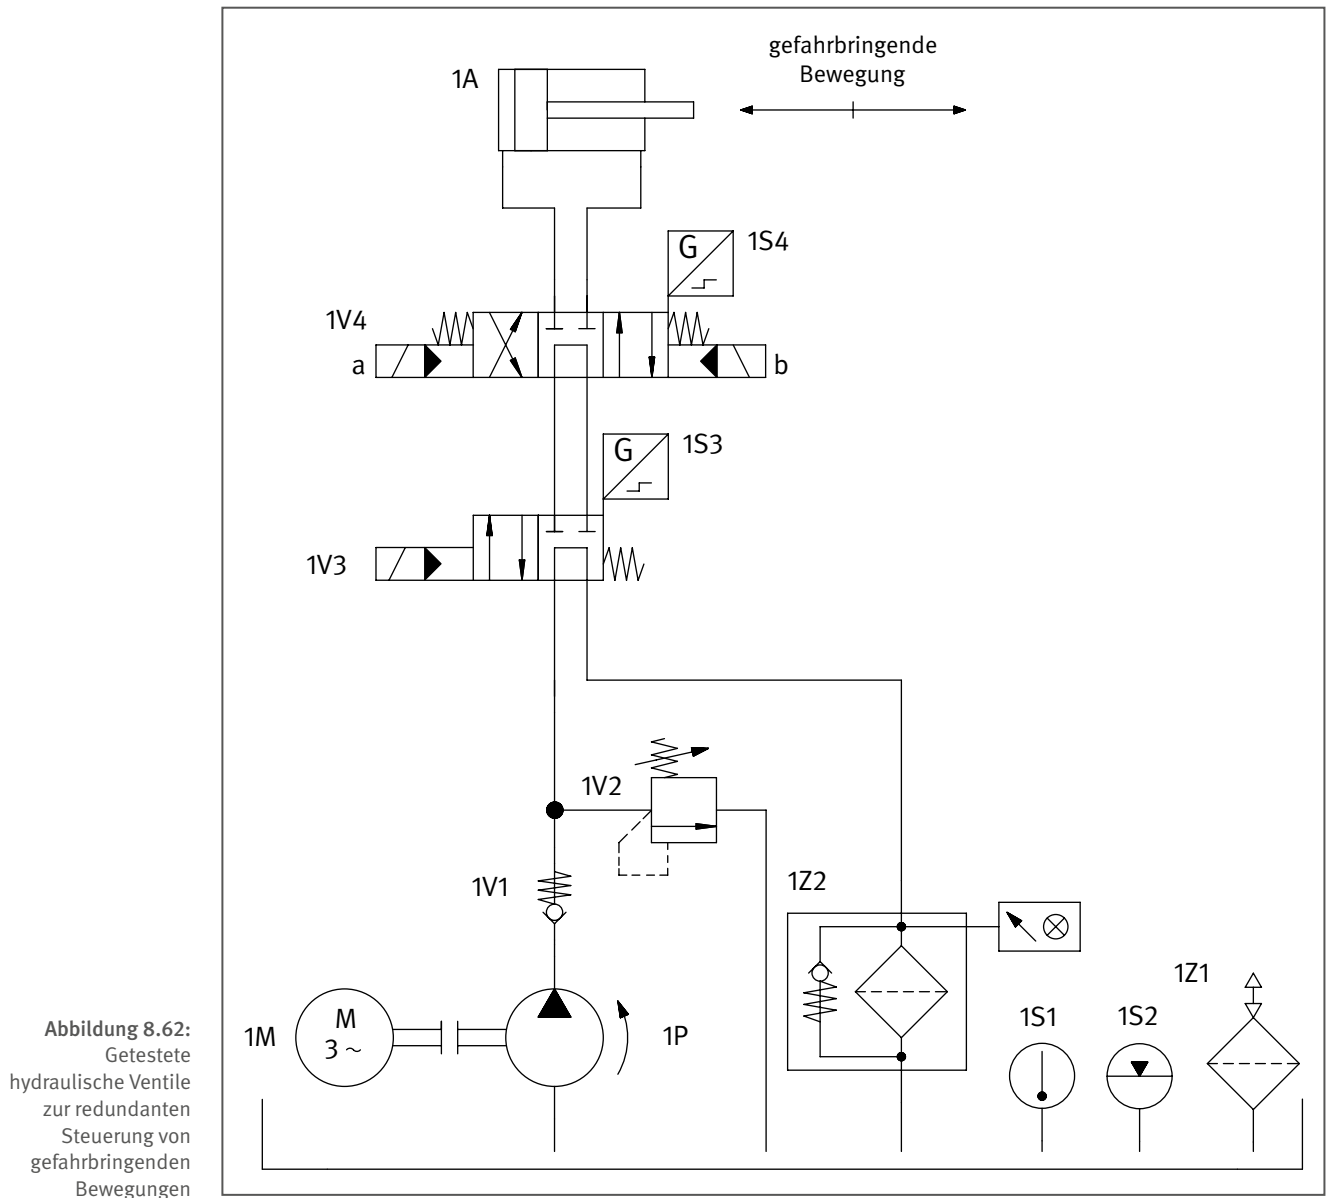 gefahrbringende
Bewegung
1A
G
1S4
1V4
a
b
G
1S3
1V3
1V2
1V1
1Z2
1Z1
1S1
1S2
1M
M
3 ~
1P
Abbildung 8.62:
Getestete
hydraulische Ventile
zur redundanten
Steuerung von
gefahrbringenden
Bewegungen